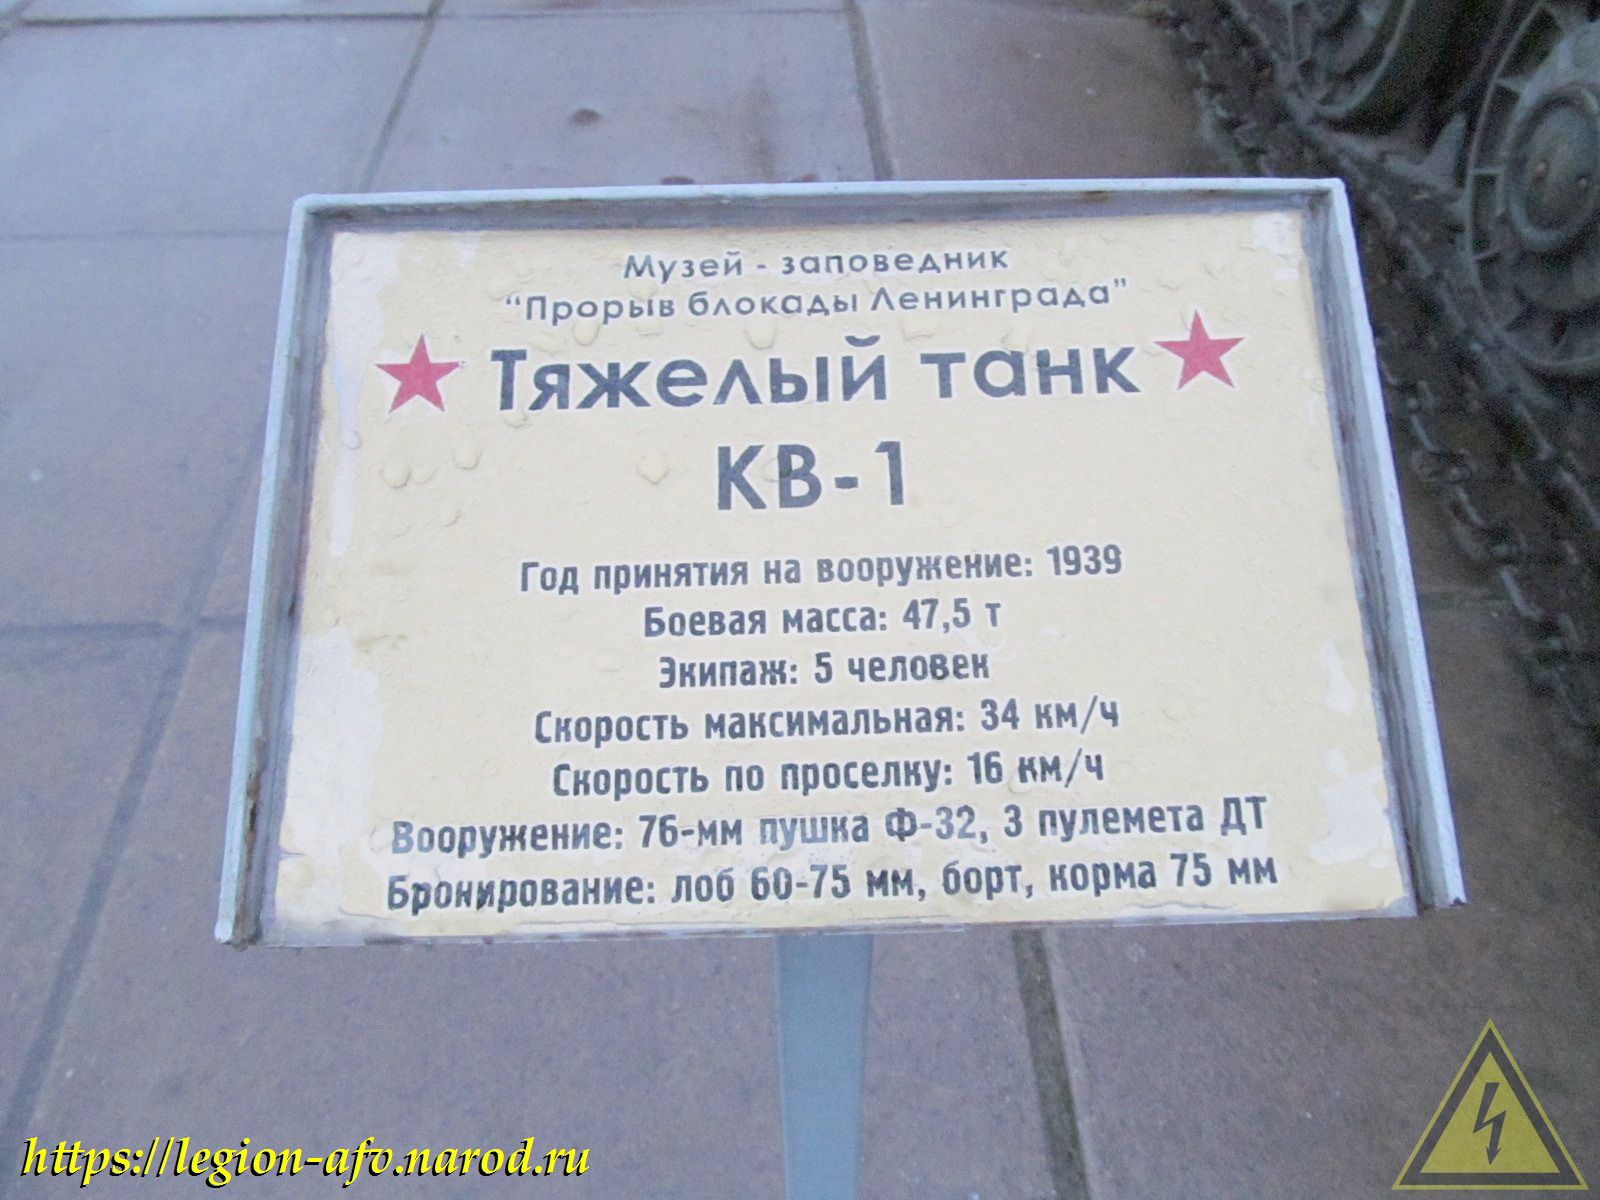 Музей - заповедник
“Прорыв блокады Ленинграда”
Тяжелый танк
КВ-1
Год принятия на вооружение: 1939
Боевая масса: 47,5 т
Экипаж: 5 человек
Скорость максимальная: 34 км/ч
Скорость по проселку: 16 км/ч
Вооружение: 76-мм пушка Ф-32, 3 пулемета ДТ
Бронирование: лоб 60-75 мм, борт, корма 75 мм
https://legion-afv.narod.ru